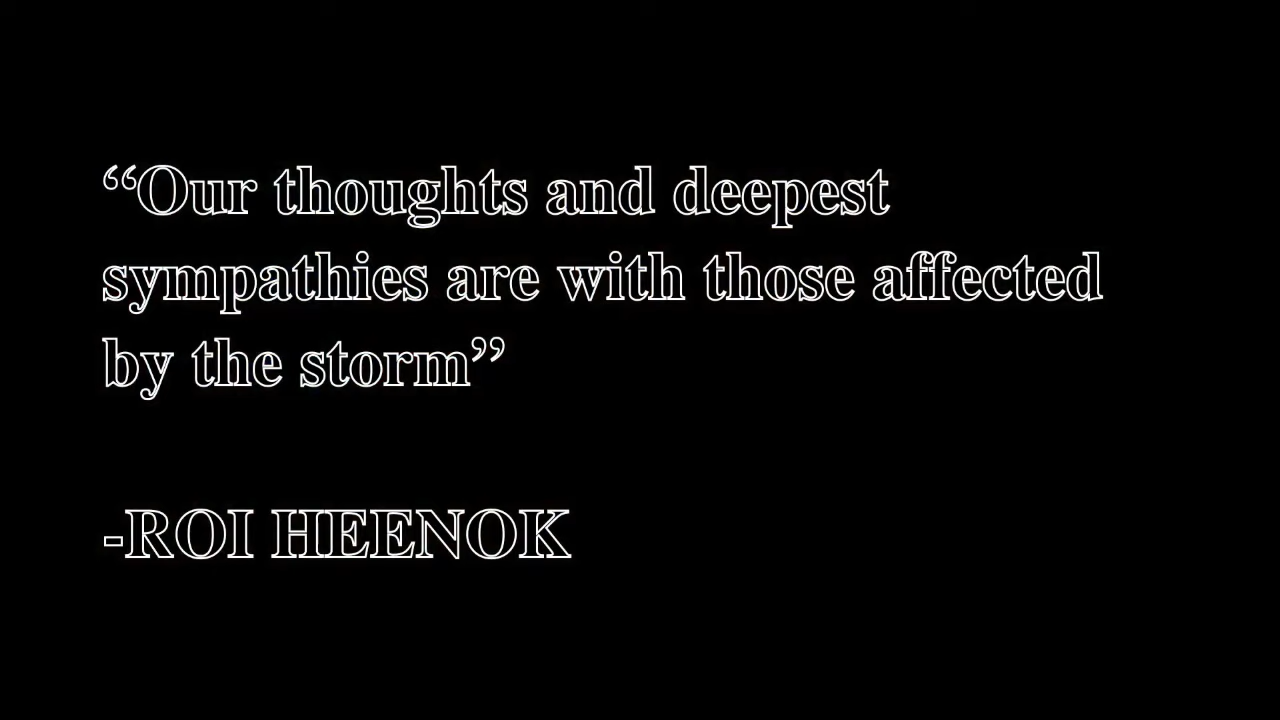 “Our thoughts and deepest
sympathies are with those affected
by the storm”
-ROI HEENOK